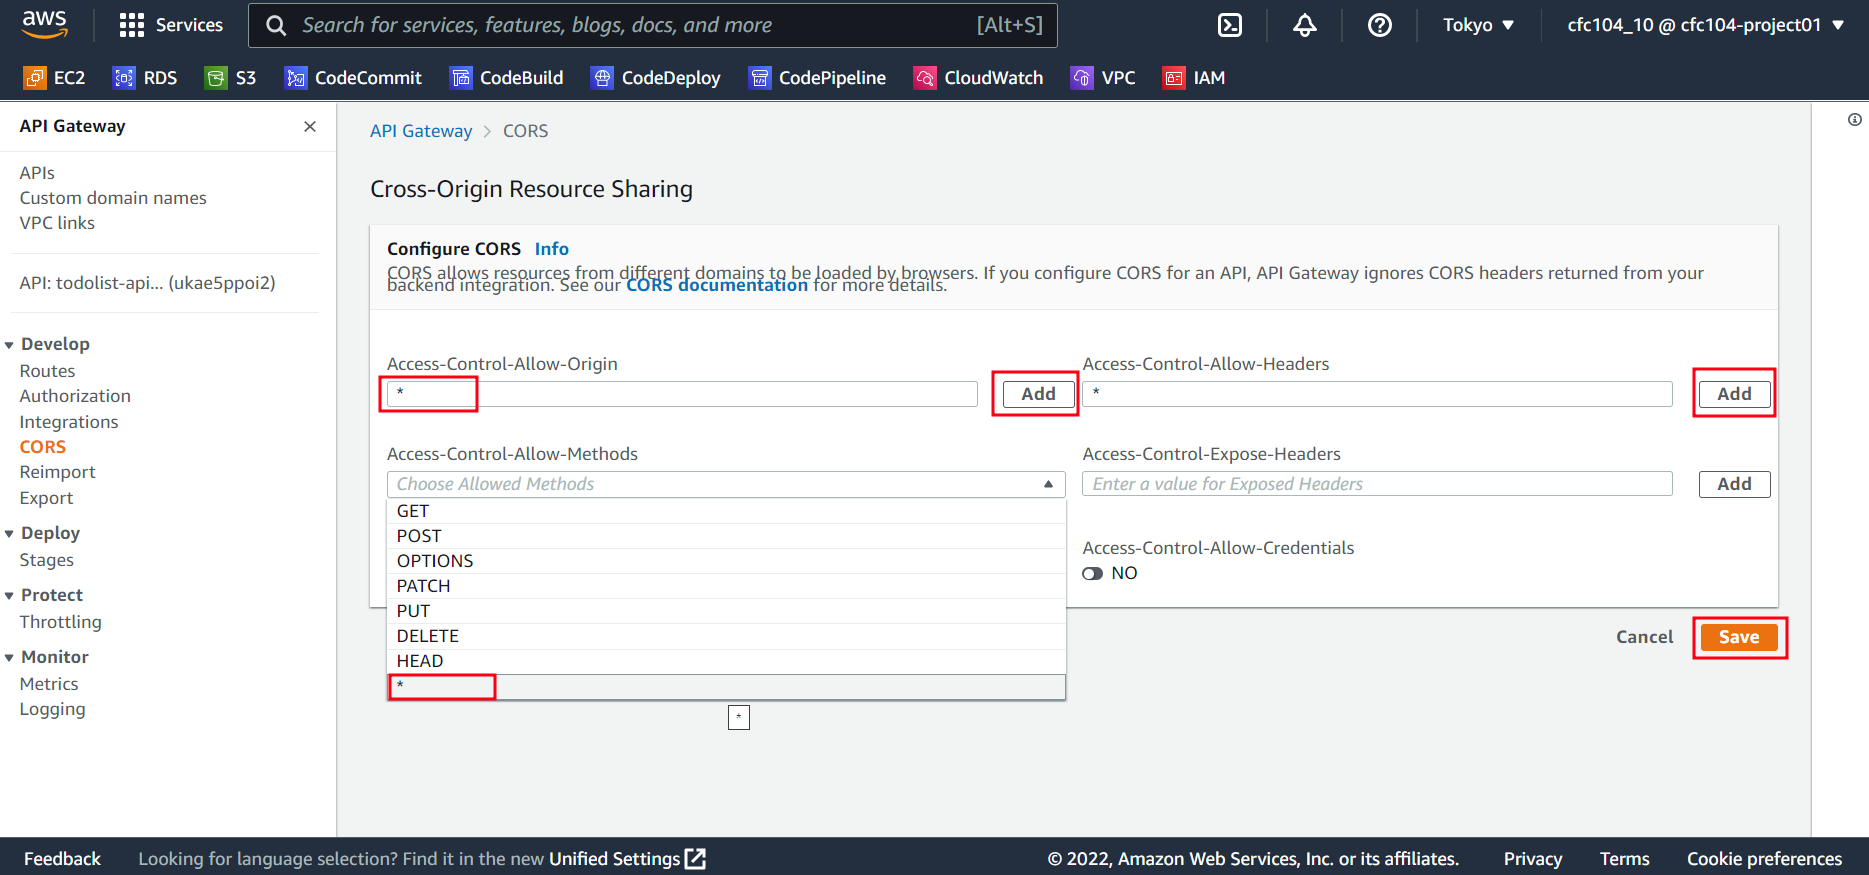 aws
Services
Search for services, features, blogs, docs, and more
[Alt+S]
Tokyo
cfc104_10 @ cfc104-project01
EC2
RDS
S3
CodeCommit
CodeBuild
CodeDeploy
CodePipeline
CloudWatch
VPC
IAM
API Gateway
APIs
Custom domain names
VPC links
API: todolist-api... (ukae5ppoi2)
Develop
Routes
Authorization
Integrations
CORS
Reimport
Export
Deploy
Stages
Protect
Throttling
Monitor
Metrics
Logging
API Gateway > CORS
Cross-Origin Resource Sharing
Configure CORS Info
CORS allows resources from different domains to be loaded by browsers. If you configure CORS for an API, API Gateway ignores CORS headers returned from your
backend integration. See our CORS documentation for more details.
Access-Control-Allow-Origin
*
Add
Access-Control-Allow-Headers
*
Add
Access-Control-Allow-Methods
Choose Allowed Methods
GET
POST
OPTIONS
PATCH
PUT
DELETE
HEAD
*
*
Access-Control-Expose-Headers
Enter a value for Exposed Headers
Add
Access-Control-Allow-Credentials
NO
Cancel
Save
Feedback
Looking for language selection? Find it in the new Unified Settings
© 2022, Amazon Web Services, Inc. or its affiliates.
Privacy
Terms
Cookie preferences